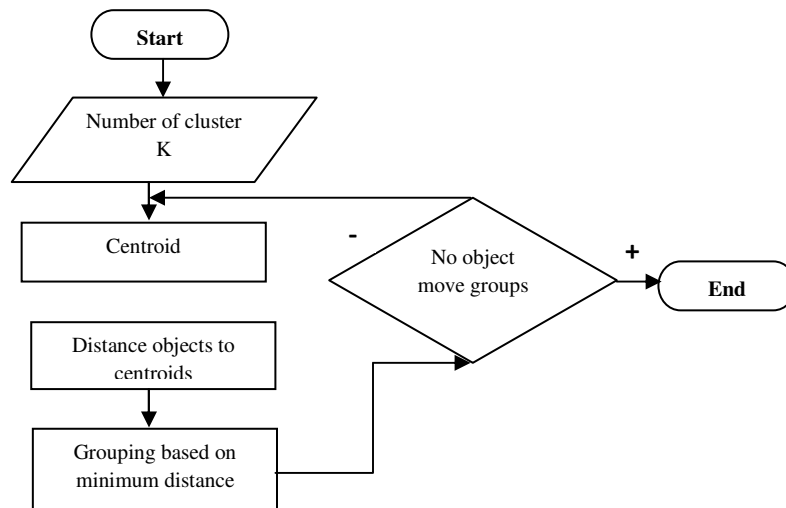 Start
Number of cluster
K
Centroid
Distance objects to
centroids
Grouping based on
minimum distance
No object
move groups
-
+
End